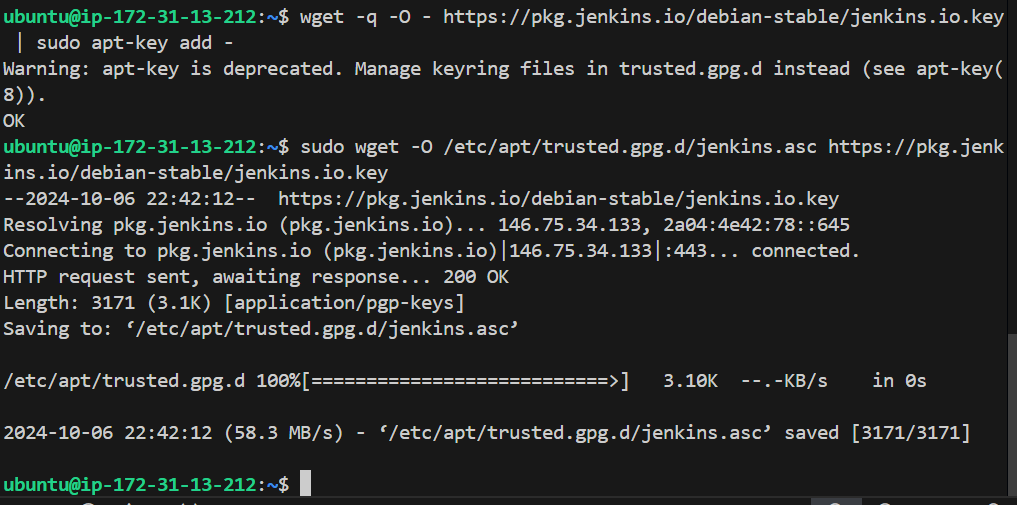 ubuntu@ip-172-31-13-212:~$ wget -q -O - https://pkg.jenkins.io/debian-stable/jenkins.io.key
 | sudo apt-key add -
Warning: apt-key is deprecated. Manage keyring files in trusted.gpg.d instead (see apt-key(
8)).
OK
ubuntu@ip-172-31-13-212:~$ sudo wget -O /etc/apt/trusted.gpg.d/jenkins.asc https://pkg.jenk
ins.io/debian-stable/jenkins.io.key
--2024-10-06 22:42:12--  https://pkg.jenkins.io/debian-stable/jenkins.io.key
Resolving pkg.jenkins.io (pkg.jenkins.io)... 146.75.34.133, 2a04:4e42:78::645
Connecting to pkg.jenkins.io (pkg.jenkins.io)|146.75.34.133|:443... connected.
HTTP request sent, awaiting response... 200 OK
Length: 3171 (3.1K) [application/pgp-keys]
Saving to: ‘/etc/apt/trusted.gpg.d/jenkins.asc’
/etc/apt/trusted.gpg.d 100%[===========================>]   3.10K  --.-KB/s    in 0s
2024-10-06 22:42:12 (58.3 MB/s) - ‘/etc/apt/trusted.gpg.d/jenkins.asc’ saved [3171/3171]
ubuntu@ip-172-31-13-212:~$